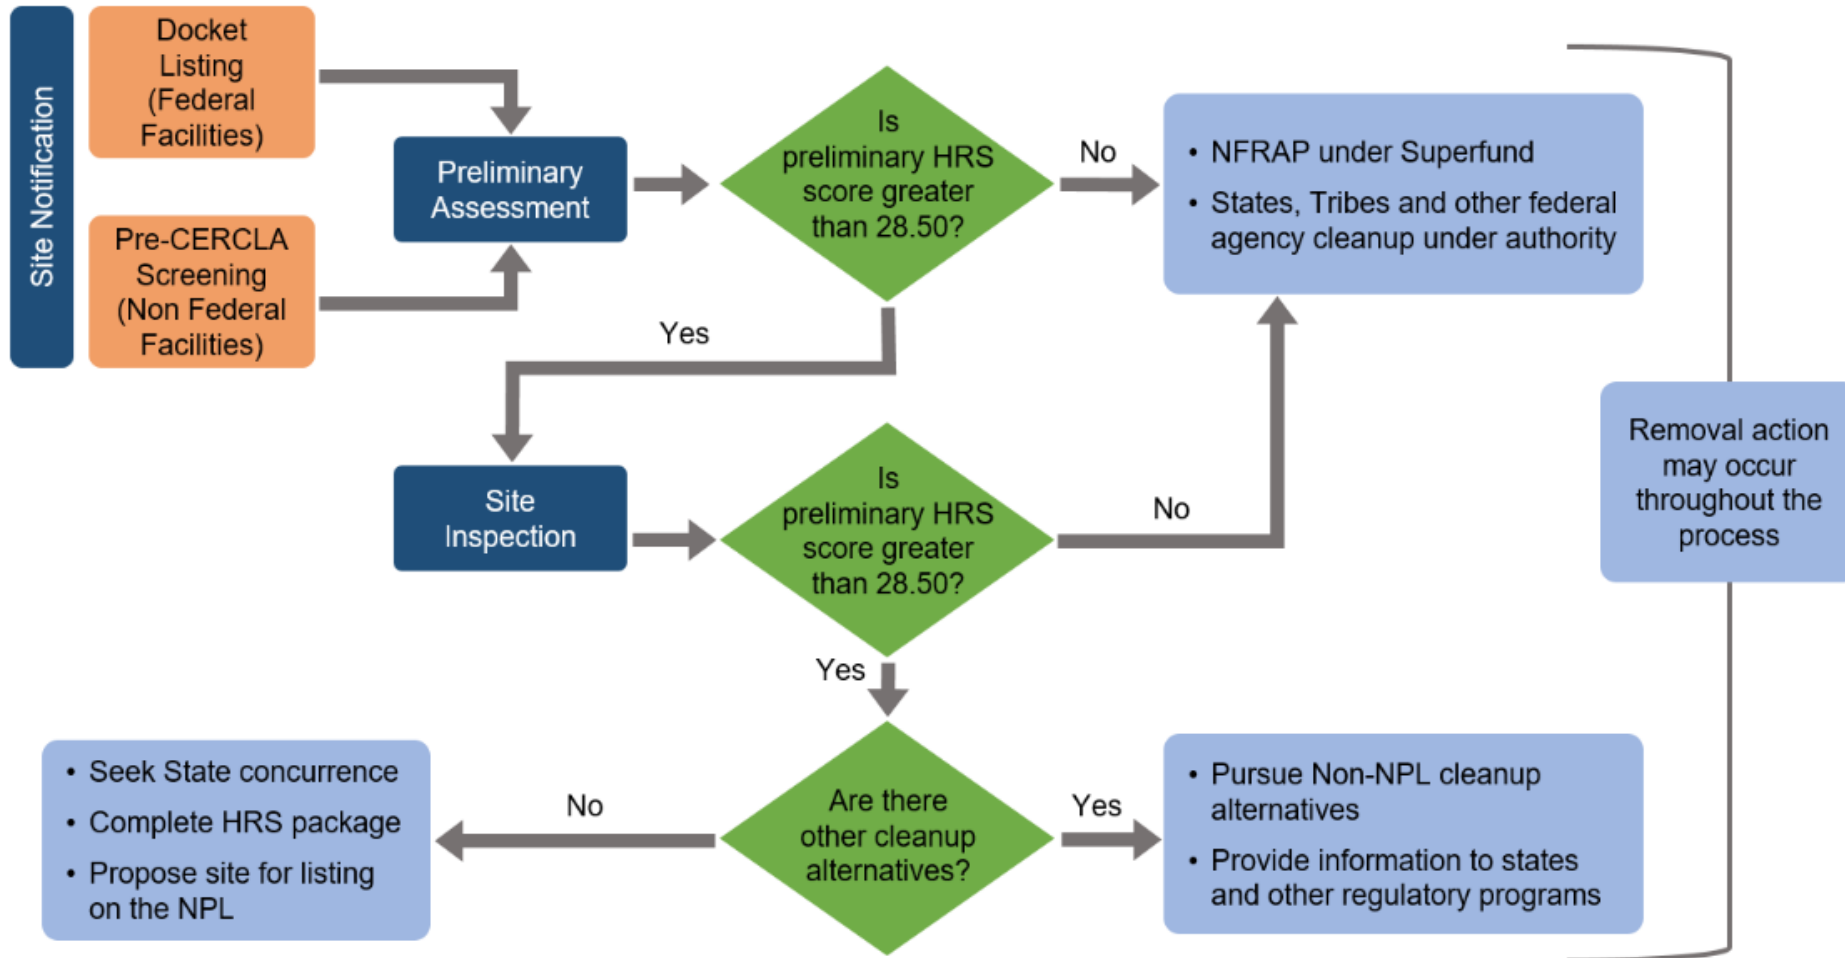 Site Notification
Docket
Listing
(Federal
Facilities)
Pre-CERCLA
Screening
(Non Federal
Facilities)
Preliminary
Assessment
Is
preliminary HRS
score greater
than 28.50?
No
• NFRAP under Superfund
• States, Tribes and other federal
agency cleanup under authority
Yes
Site
Inspection
Is
preliminary HRS
score greater
than 28.50?
No
Removal action
may occur
throughout the
process
Yes
Are there
other cleanup
alternatives?
No
• Seek State concurrence
• Complete HRS package
• Propose site for listing
on the NPL
Yes
• Pursue Non-NPL cleanup
alternatives
• Provide information to states
and other regulatory programs